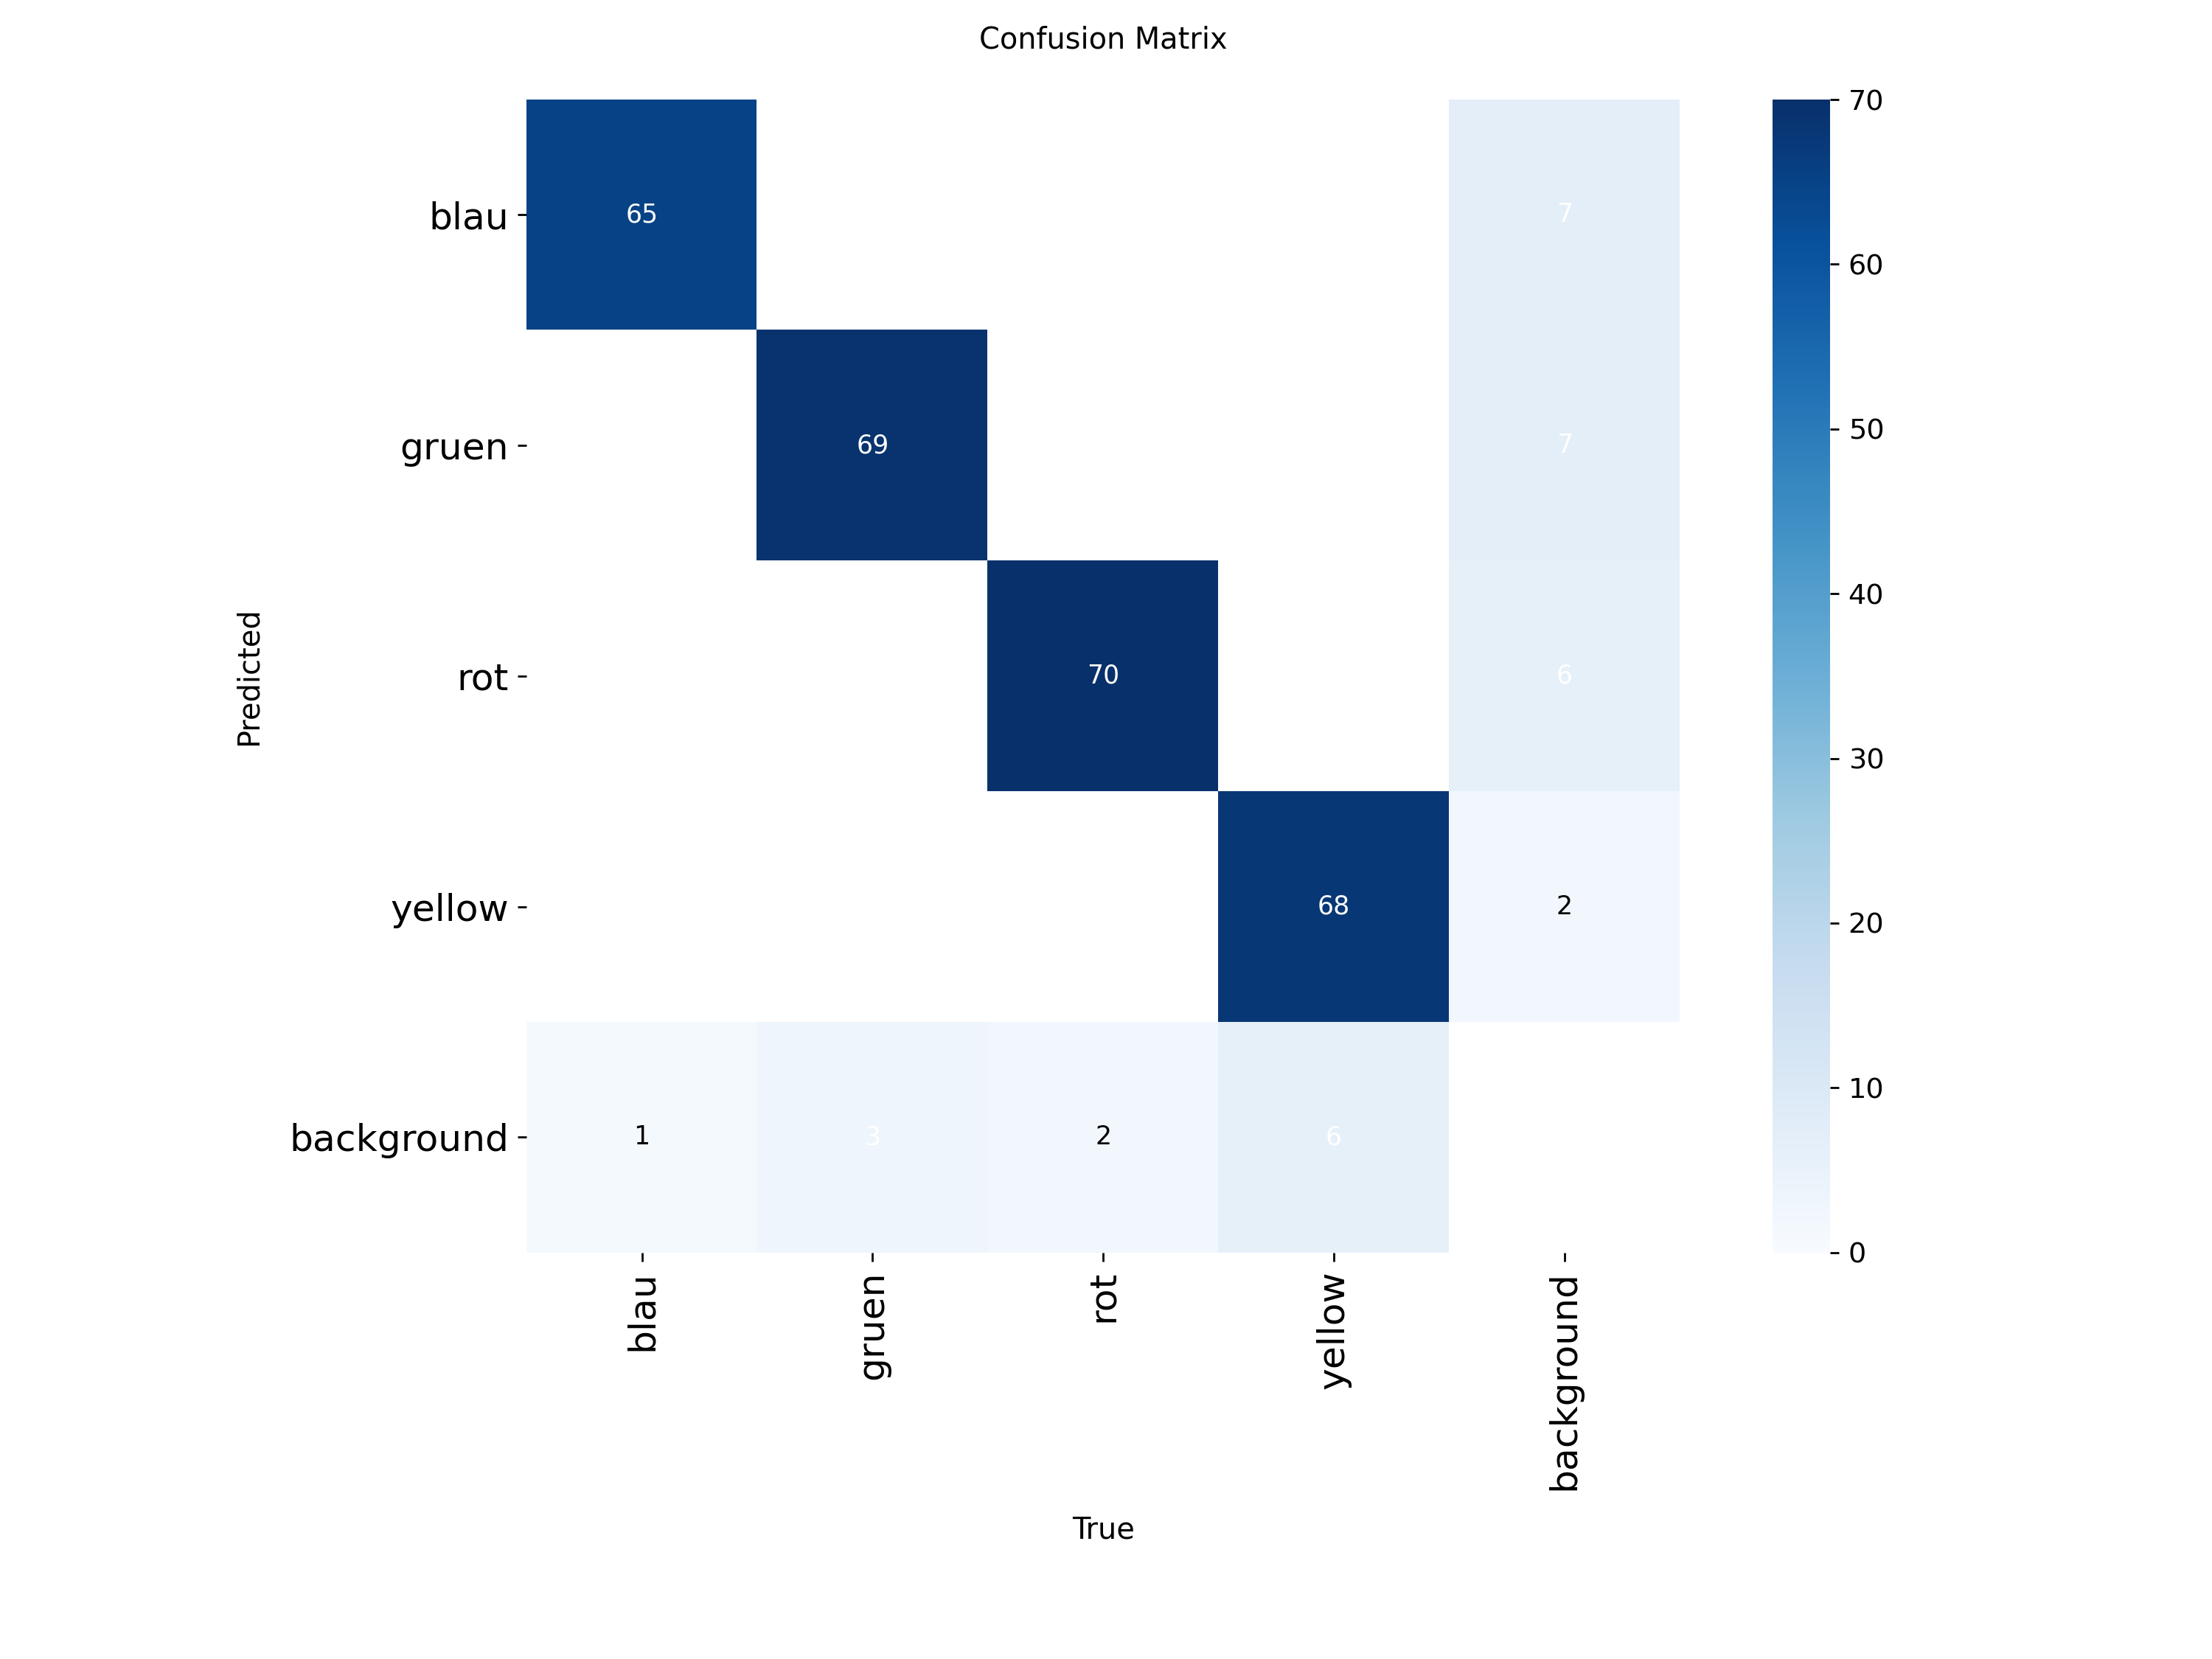 Confusion Matrix
blau 65 7
gruen 69 7
rot 70 6
yellow 68 2
background 1 3 2 6
blau gruen rot yellow background
Predicted
True
70
60
50
40
30
20
10
0